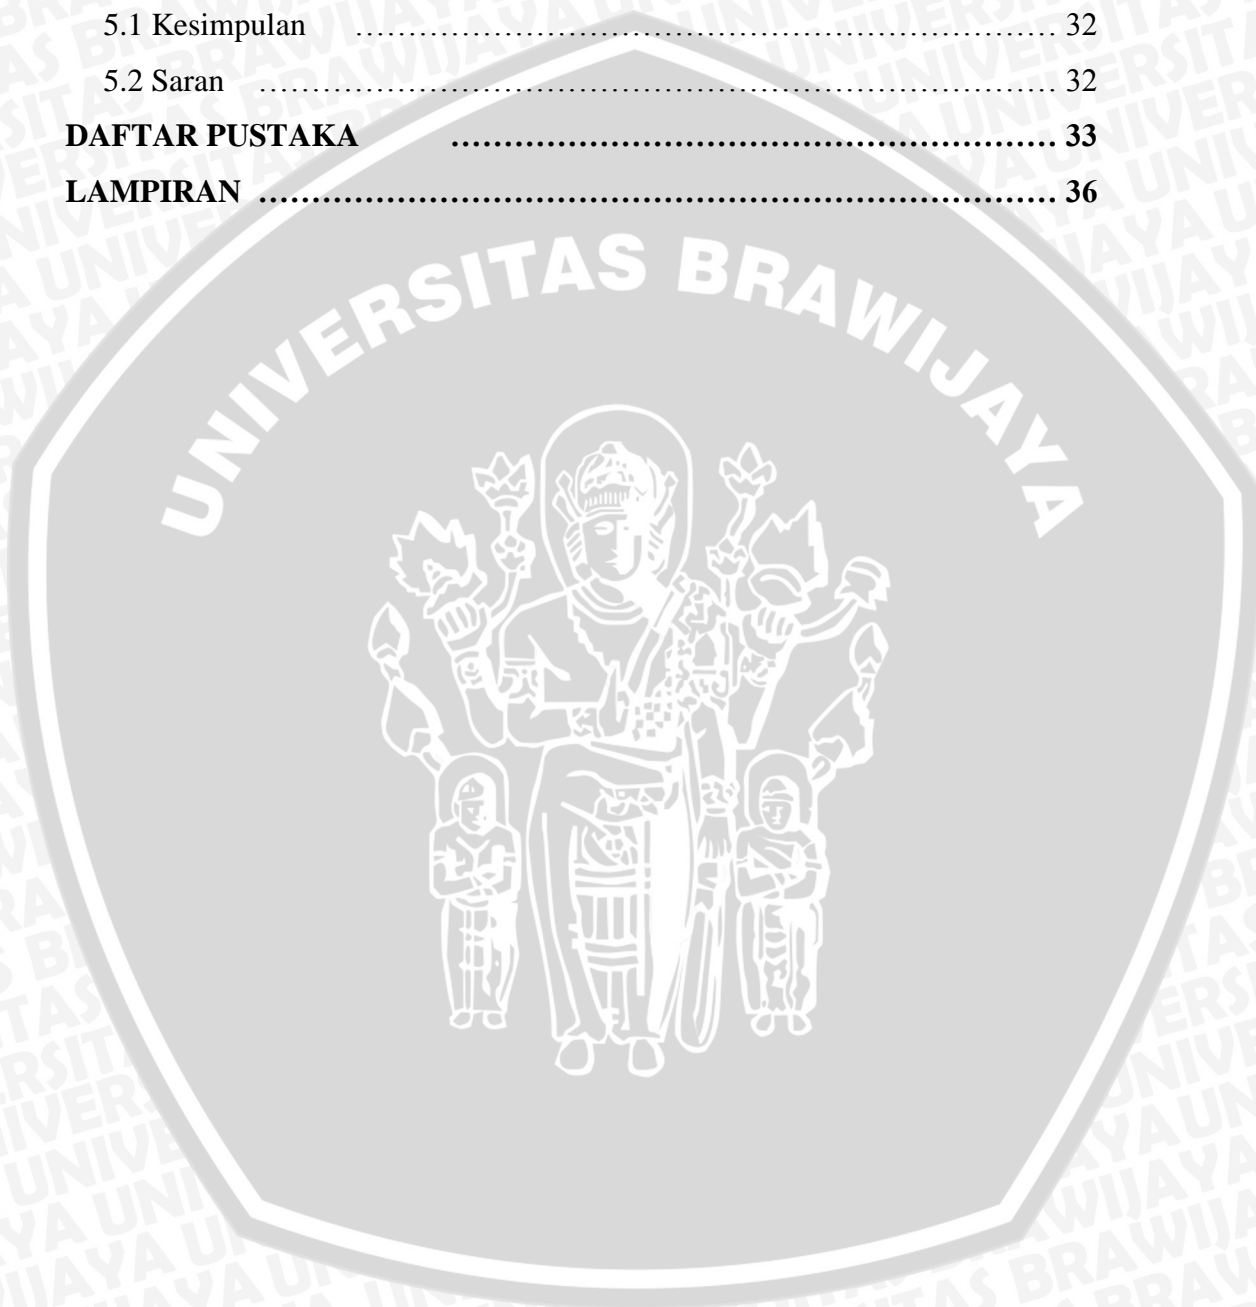 5.1 Kesimpulan ........................................................................ 32
5.2 Saran ........................................................................ 32
DAFTAR PUSTAKA ........................................................................ 33
LAMPIRAN ........................................................................ 36
UNIVERSITAS BRAWIJAYA